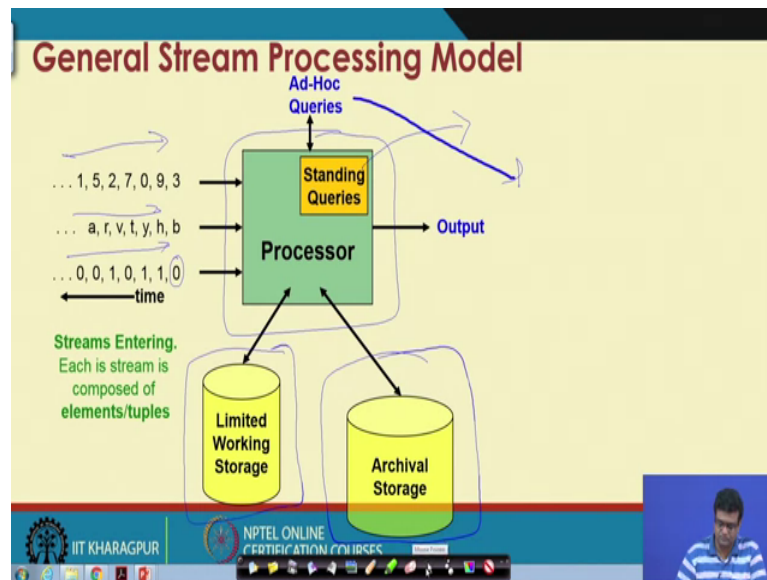 General Stream Processing Model
Ad-Hoc
Queries
. . . 1, 5, 2, 7, 0, 9, 3
. . . a, r, v, t, y, h, b
. . . 0, 0, 1, 0, 1, 1, 0
time
Standing
Queries
Processor
Output
Streams Entering.
Each is stream is
composed of
elements/tuples
Limited
Working
Storage
Archival
Storage
IIT KHARAGPUR
NPTEL ONLINE
CERTIFICATION COURSES